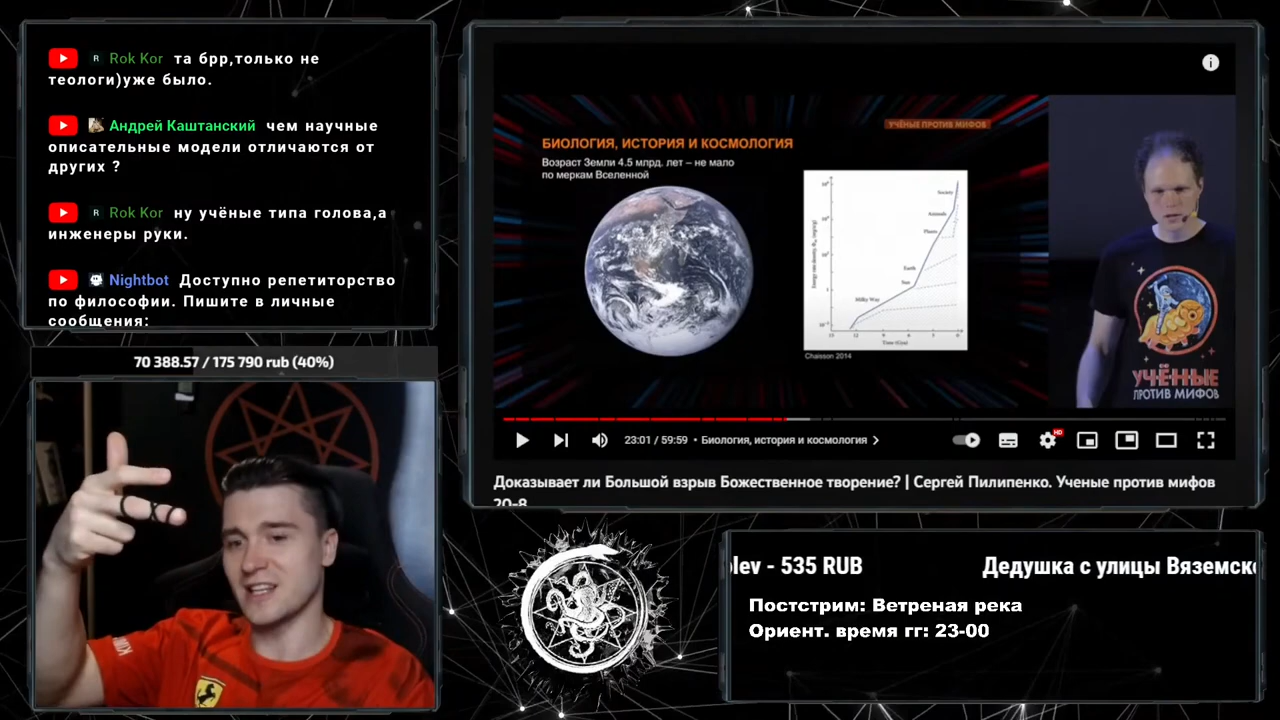 R Rok Kor та брр,только не
теологи)уже было.
Андрей Каштанский чем научные
описательные модели отличаются от
других ?
R Rok Kor ну учёные типа голова,а
инженеры руки.
Nightbot Доступно репетиторство
по философии. Пишите в личные
сообщения:
70 388.57 / 175 790 rub (40%)
УЧЁНЫЕ ПРОТИВ МИФОВ
БИОЛОГИЯ, ИСТОРИЯ И КОСМОЛОГИЯ
Возраст Земли 4.5 млрд. лет – не мало
по меркам Вселенной
Society
Animals
Plants
Earth
Sun
Milky Way
Time (Gya)
Chaisson 2014
УЧЁННЫЕ
ПРОТИВ МИФОВ
23:01 / 59:59 • Биология, история и космология
HD
Доказывает ли Большой взрыв Божественное творение? | Сергей Пилипенко. Ученые против мифов
20-8
lev - 535 RUB Дедушка с улицы Вяземско
Постстрим: Ветреная река
Ориент. время гг: 23-00